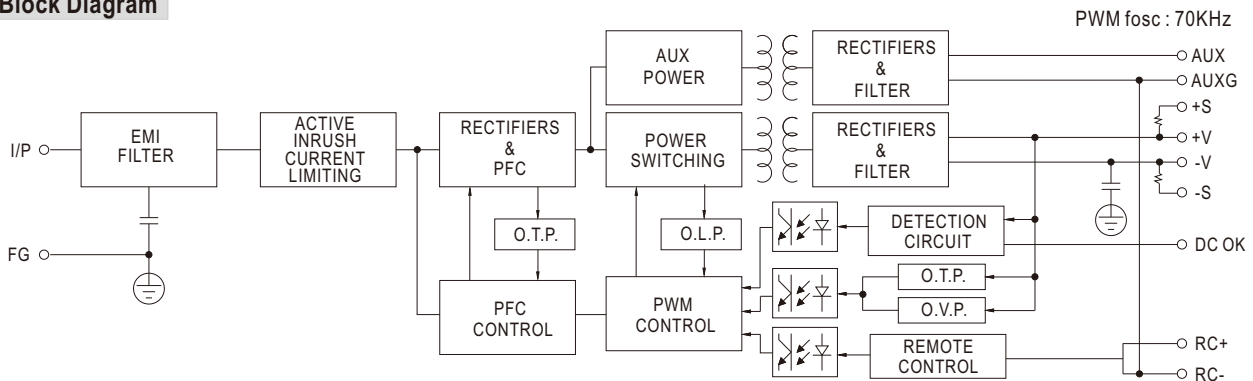 Block Diagram
PWM fosc : 70KHz
I/P
EMI
FILTER
FG
ACTIVE
INRUSH
CURRENT
LIMITING
RECTIFIERS
&
PFC
O.T.P.
PFC
CONTROL
AUX
POWER
POWER
SWITCHING
O.L.P.
PWM
CONTROL
RECTIFIERS
&
FILTER
RECTIFIERS
&
FILTER
DETECTION
CIRCUIT
O.T.P.
O.V.P.
REMOTE
CONTROL
AUX
AUXG
+S
+V
-V
-S
DC OK
RC+
RC-